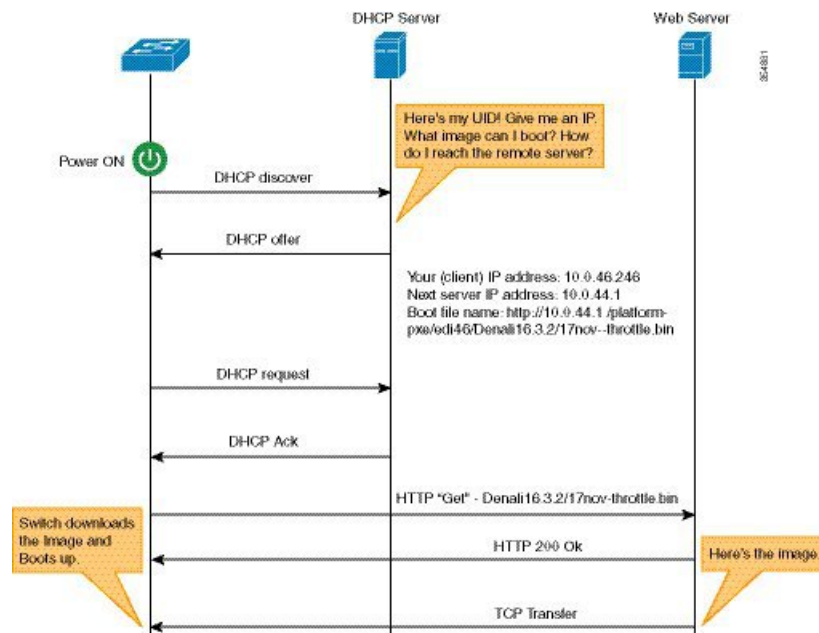 DHCP Server
Web Server
354881
Here's my UID! Give me an IP.
What image can I boot? How
do I reach the remote server?
Power ON
DHCP discover
DHCP offer
Your (client) IP address: 10.0.46.246
Next server IP address: 10.0.44.1
Boot file name: http://10.0.44.1 /platform-
pxe/edi46/Denali16.3.2/17nov--throttle.bin
DHCP request
DHCP Ack
HTTP "Get" - Denali16.3.2/17nov-throttle.bin
Switch downloads
the Image and
Boots up.
HTTP 200 Ok
Here's the image
TCP Transfer